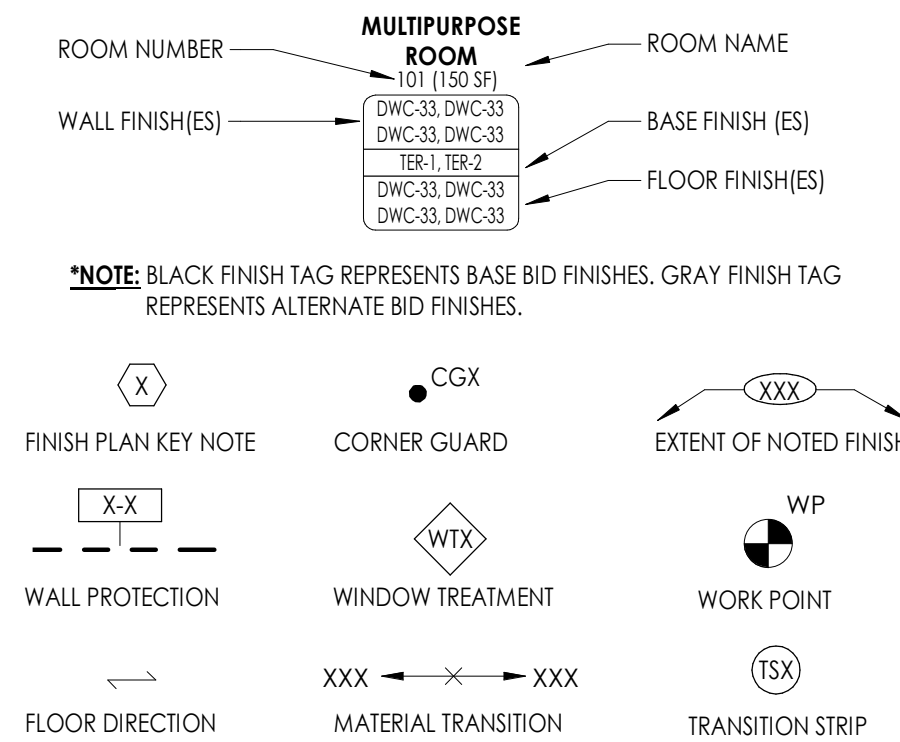 MULTIPURPOSE
ROOM NUMBER
ROOM
ROOM NAME
101 (150 SF)
WALL FINISH(ES)
DWC-33, DWC-33
DWC-33, DWC-33
BASE FINISH (ES)
TER-1, TER-2
FLOOR FINISH(ES)
DWC-33, DWC-33
DWC-33, DWC-33
*NOTE: BLACK FINISH TAG REPRESENTS BASE BID FINISHES. GRAY FINISH TAG
REPRESENTS ALTERNATE BID FINISHES.
X
FINISH PLAN KEY NOTE
CGX
CORNER GUARD
XXX
EXTENT OF NOTED FINISH
X-X
WALL PROTECTION
WTX
WINDOW TREATMENT
WP
WORK POINT
FLOOR DIRECTION
XXX XXX
MATERIAL TRANSITION
TSX
TRANSITION STRIP